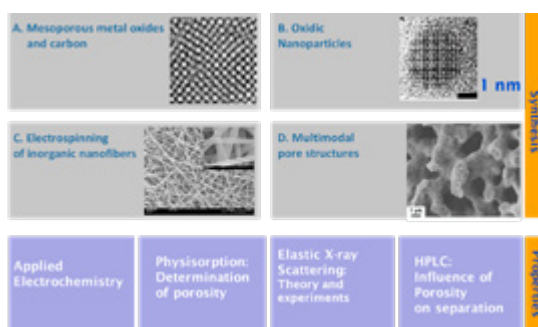 A. Mesoporous metal oxides
and carbon
B. Oxidic
Nanoparticles
1 nm
Synthesis
C. Electrospinning
of inorganic nanofibers
D. Multimodal
pore structures
Applied
Electrochemistry
Physisorption:
Determination
of porosity
Elastic X-ray
Scattering:
Theory and
experiments
HPLC:
Influence of
Porosity
on separation
Properties